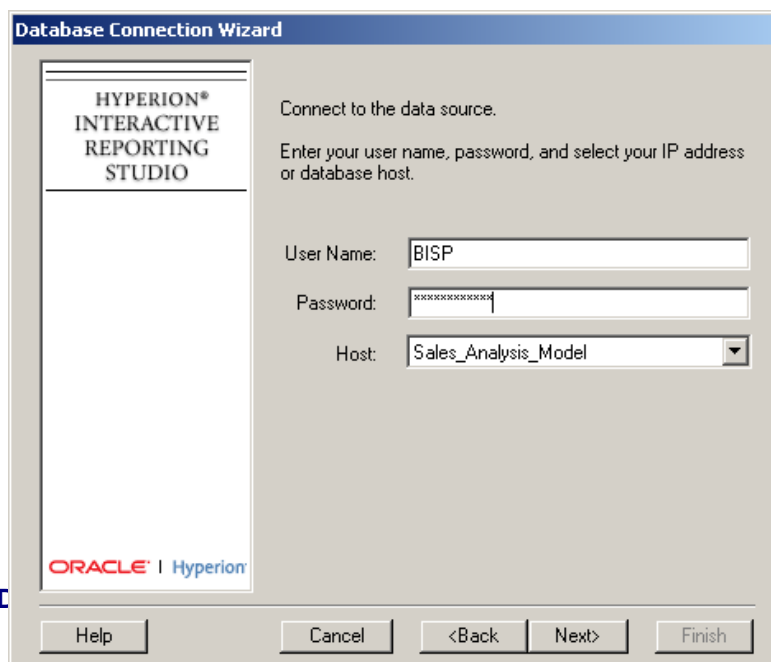 Database Connection Wizard
HYPERION®
INTERACTIVE
REPORTING
STUDIO
Connect to the data source.
Enter your user name, password, and select your IP address
or database host.
User Name: BISP
Password: ************
Host: Sales_Analysis_Model
ORACLE' | Hyperion
D
Help Cancel <Back Next> Finish